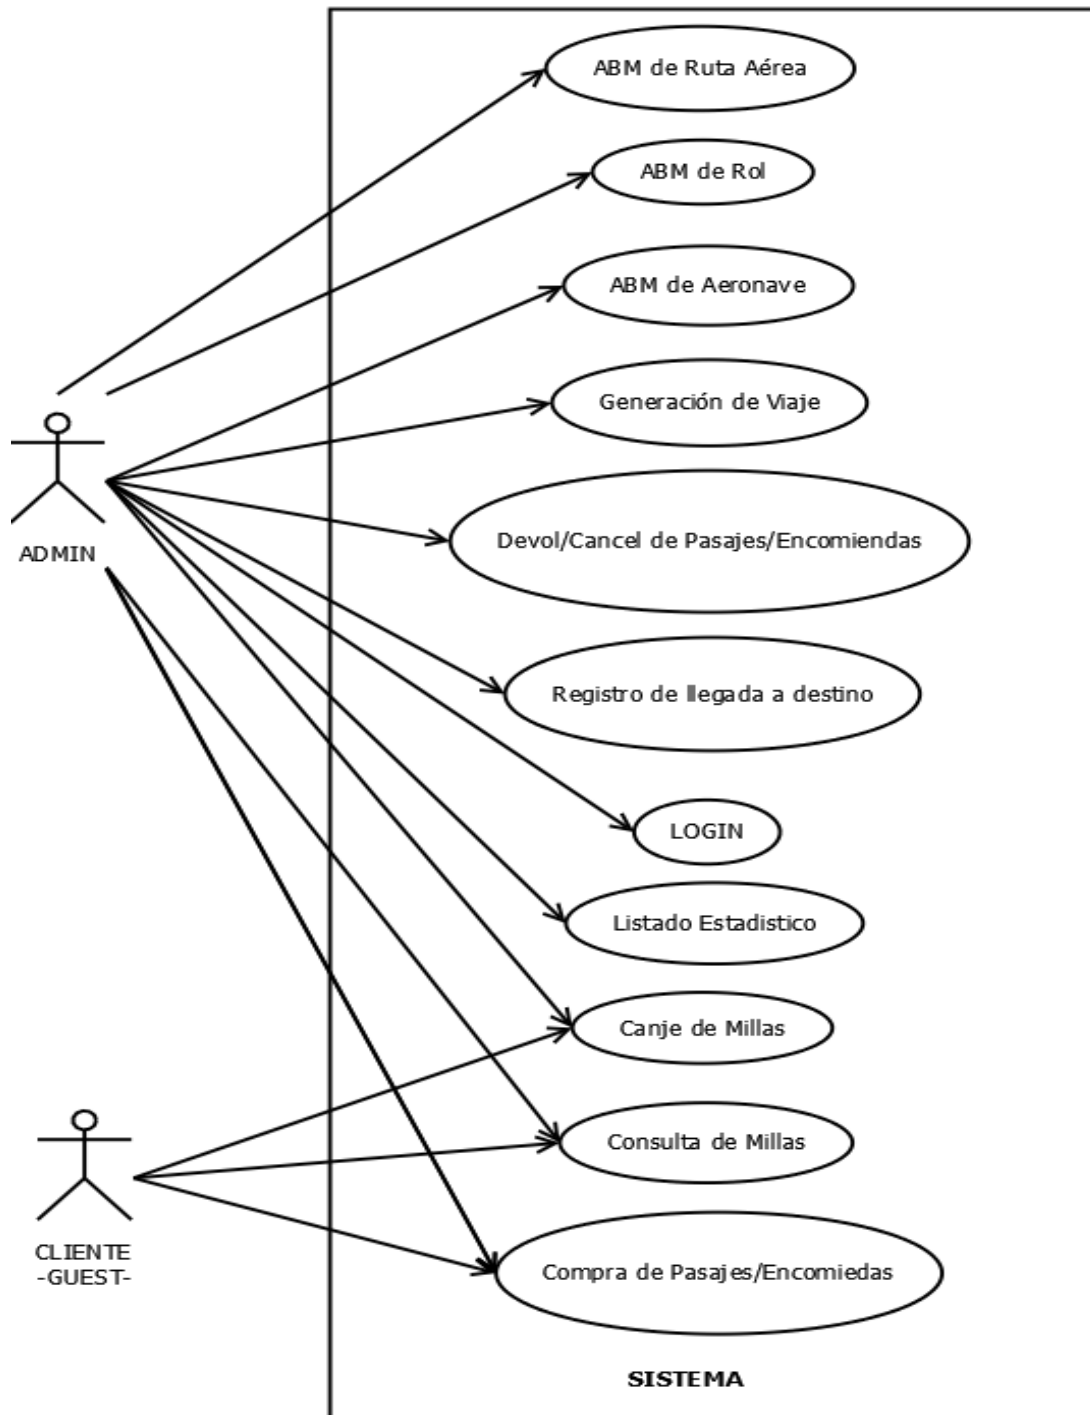 ABM de Ruta Aérea
ABM de Rol
ABM de Aeronave
Generación de Viaje
Devol/Cancel de Pasajes/Encomiendas
ADMIN
Registro de llegada a destino
LOGIN
Listado Estadistico
Canje de Millas
Consulta de Millas
CLIENTE
-GUEST-
Compra de Pasajes/Encomiedas
SISTEMA